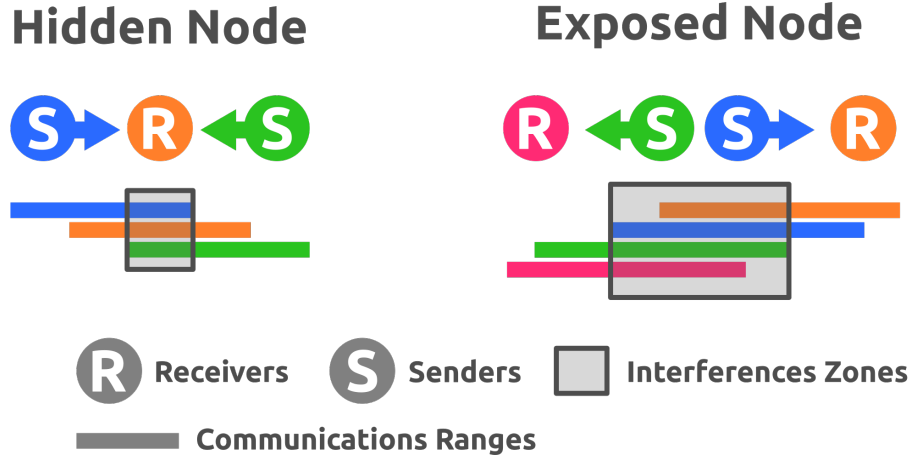 Hidden Node
Exposed Node
S R S
R S S R
R Receivers S Senders Interferences Zones
Communications Ranges